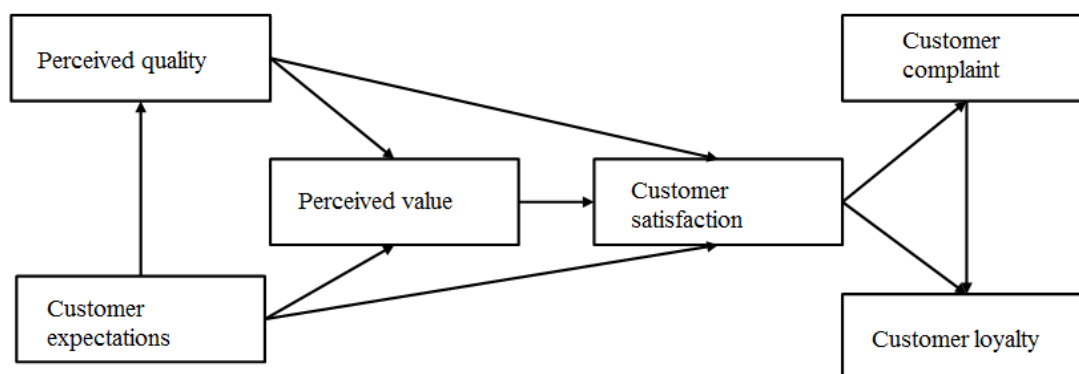 Perceived quality
Customer
complaint
Perceived value
Customer
satisfaction
Customer
expectations
Customer loyalty